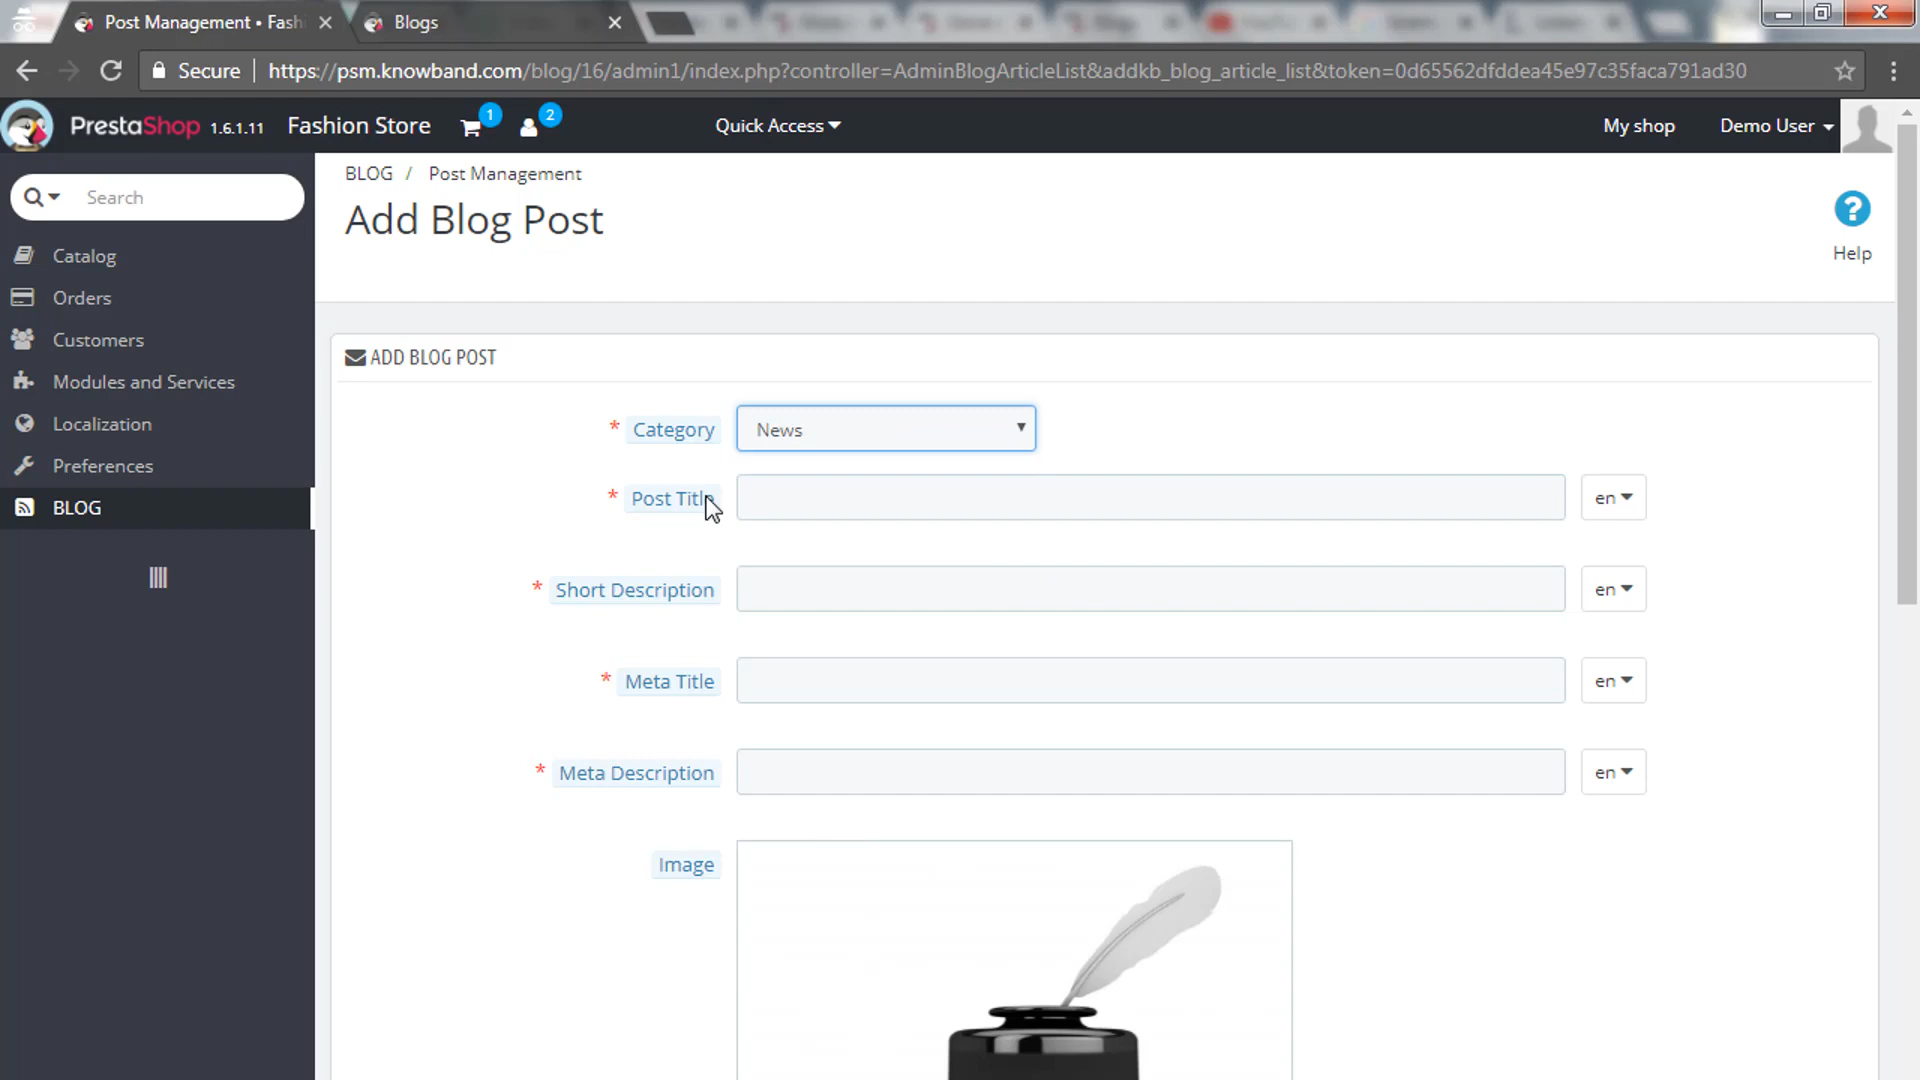 Post Management • Fash
Blogs
Secure
https://psm.knowband.com/blog/16/admin1/index.php?controller=AdminBlogArticleList&addkb_blog_article_list&token=0d65562dfddea45e97c35faca791ad30
PrestaShop 1.6.1.11 Fashion Store 1 2 Quick Access My shop Demo User
Search
Catalog
Orders
Customers
Modules and Services
Localization
Preferences
BLOG
BLOG / Post Management
Add Blog Post
Help
ADD BLOG POST
* Category News
* Post Title en
* Short Description en
* Meta Title en
* Meta Description en
Image